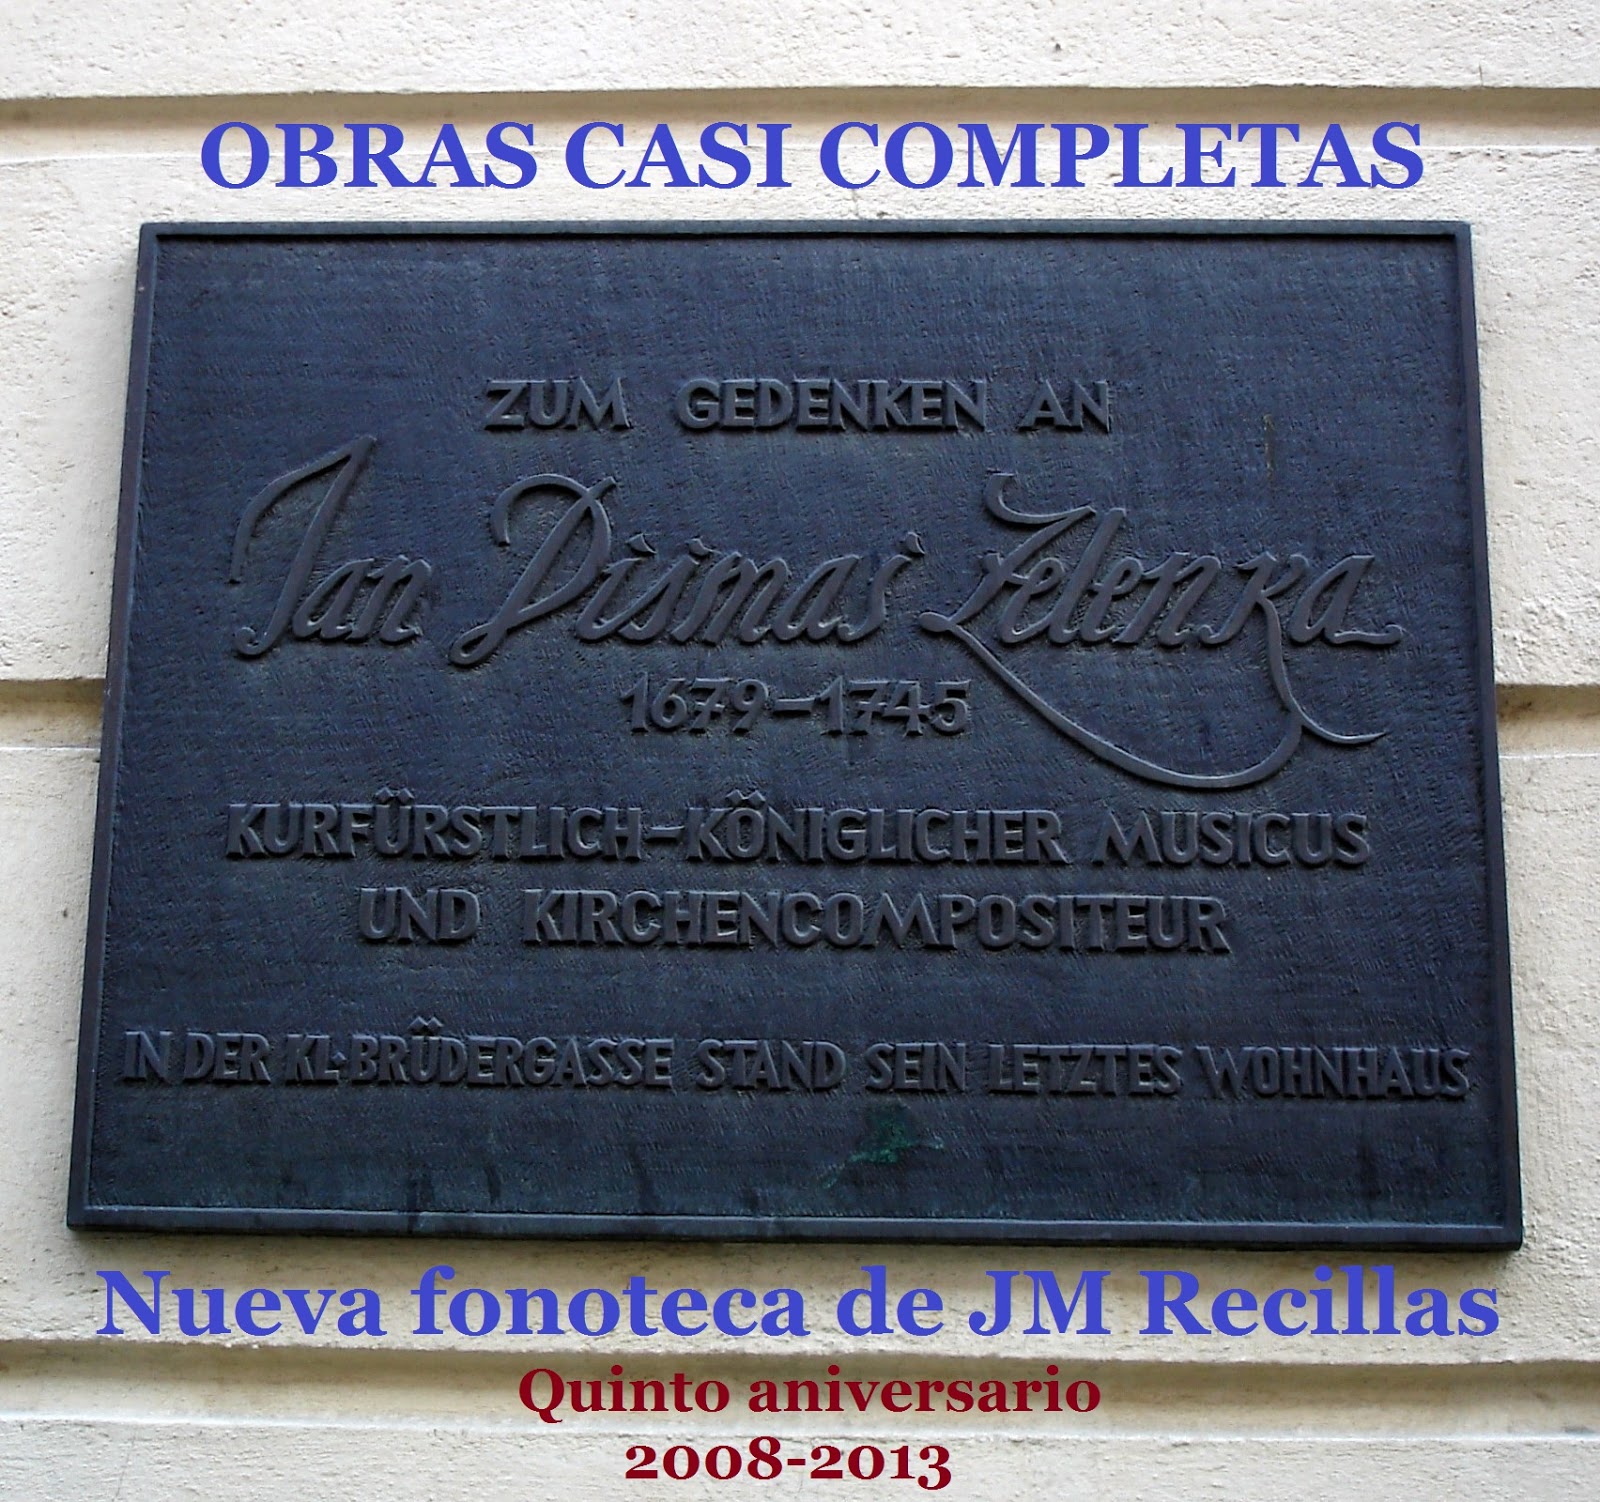 OBRAS CASI COMPLETAS
ZUM GEDENKEN AN
Jan Dismas Zelenka
1679–1745
KURFÜRSTLICH–KÖNIGLICHER MUSICUS
UND KIRCHENCOMPOSITEUR
IN DER KL.BRÜDERGASSE STAND SEIN LETZTES WOHNHAUS
Nueva fonoteca de JM Recillas
Quinto aniversario
2008-2013